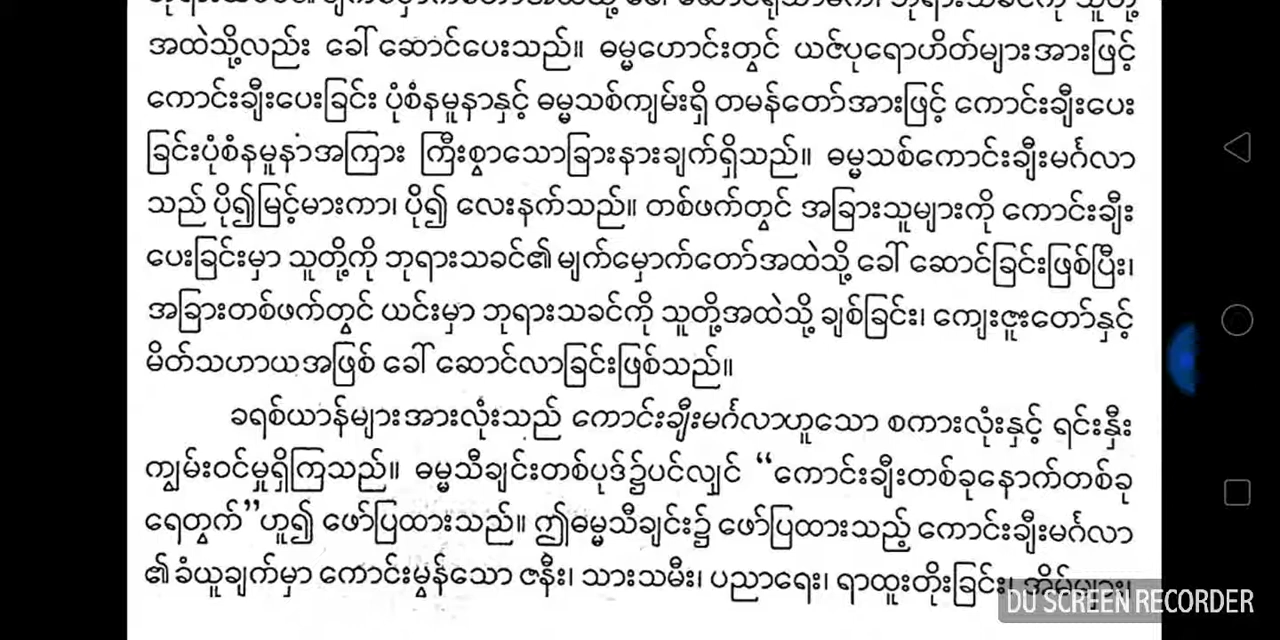 အထဲသို့လည်း ခေါ်ဆောင်ပေးသည်။ ဓမ္မဟောင်းတွင် ယဇ်ပုရောဟိတ်များအားဖြင့်
ကောင်းချီးပေးခြင်း ပုံစံနမူနာနှင့် ဓမ္မသစ်ကျမ်းရှိ တမန်တော်အားဖြင့် ကောင်းချီးပေး
ခြင်းပုံစံနမူနာအကြား ကြီးစွာသောခြားနားချက်ရှိသည်။ ဓမ္မသစ်ကောင်းချီးမင်္ဂလာ
သည် ပို၍မြင့်မားကာ၊ ပို၍ လေးနက်သည်။ တစ်ဖက်တွင် အခြားသူများကို ကောင်းချီး
ပေးခြင်းမှာ သူတို့ကို ဘုရားသခင်၏ မျက်မှောက်တော်အထဲသို့ ခေါ်ဆောင်ခြင်းဖြစ်ပြီး၊
အခြားတစ်ဖက်တွင် ယင်းမှာ ဘုရားသခင်ကို သူတို့အထဲသို့ ချစ်ခြင်း၊ ကျေးဇူးတော်နှင့်
မိတ်သဟာယအဖြစ် ခေါ်ဆောင်လာခြင်းဖြစ်သည်။
ခရစ်ယာန်များအားလုံးသည် ကောင်းချီးမင်္ဂလာဟူသော စကားလုံးနှင့် ရင်းနှီး
ကျွမ်းဝင်မှုရှိကြသည်။ ဓမ္မသီချင်းတစ်ပုဒ်၌ပင်လျှင် “ကောင်းချီးတစ်ခုနောက်တစ်ခု
ရေတွက်”ဟူ၍ ဖော်ပြထားသည်။ ဤဓမ္မသီချင်း၌ ဖော်ပြထားသည့် ကောင်းချီးမင်္ဂလာ
၏ ခံယူချက်မှာ ကောင်းမွန်သော ဇနီး၊ သားသမီး၊ ပညာရေး၊ ရာထူးတိုးခြင်း၊ အိမ်များ၊
DU SCREEN RECORDER